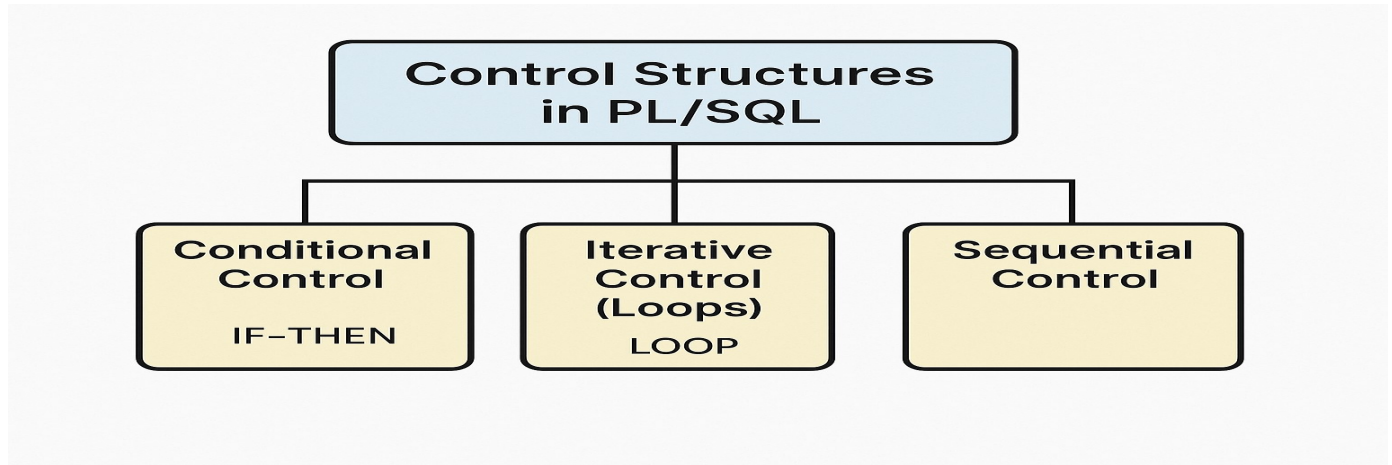 Control Structures
in PL/SQL
Conditional
Control
IF–THEN
Iterative
Control
(Loops)
LOOP
Sequential
Control